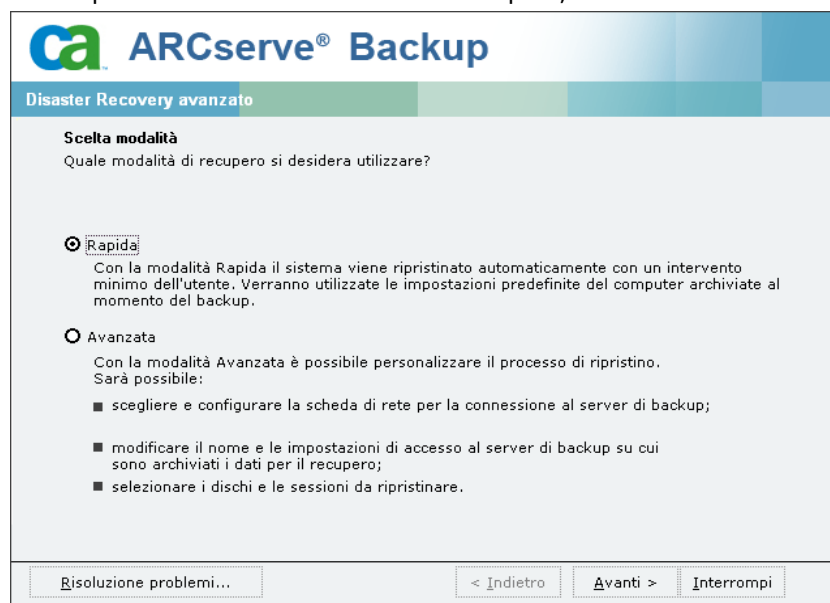 ca ARCserve® Backup
Disaster Recovery avanzato
Scelta modalità
Quale modalità di recupero si desidera utilizzare?
Rapida
Con la modalità Rapida il sistema viene ripristinato automaticamente con un intervento
minimo dell'utente. Verranno utilizzate le impostazioni predefinite del computer archiviate al
momento del backup.
Avanzata
Con la modalità Avanzata è possibile personalizzare il processo di ripristino.
Sarà possibile:
scegliere e configurare la scheda di rete per la connessione al server di backup;
modificare il nome e le impostazioni di accesso al server di backup su cui
sono archiviati i dati per il recupero;
selezionare i dischi e le sessioni da ripristinare.
Risoluzione problemi... < Indietro Avanti > Interrompi